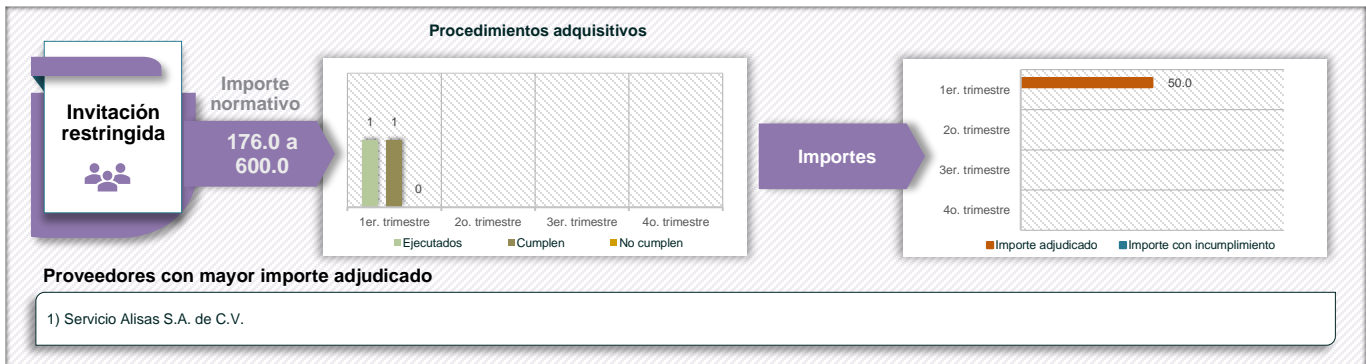 Procedimientos adquisitivos
Invitación
restringida
Importe
normativo
176.0 a
600.0
1
1
0
1er. trimestre
2o. trimestre
3er. trimestre
4o. trimestre
Ejecutados
Cumplen
No cumplen
Importes
1er. trimestre
50.0
2o. trimestre
3er. trimestre
4o. trimestre
Importe adjudicado
Importe con incumplimiento
Proveedores con mayor importe adjudicado
1) Servicio Alisas S.A. de C.V.